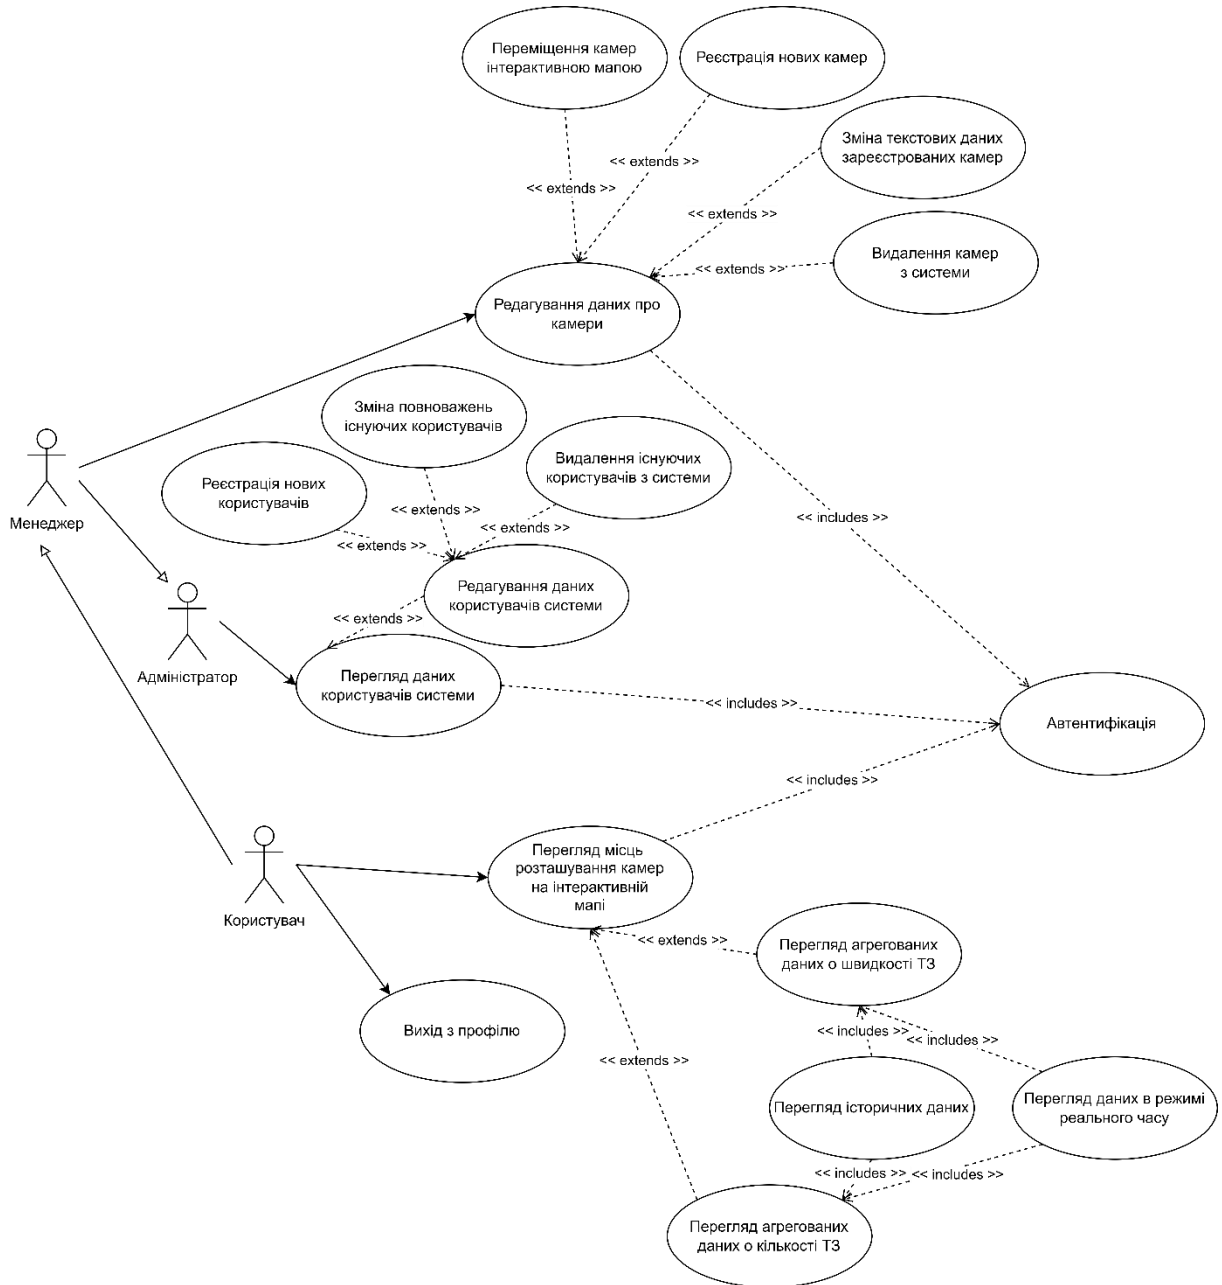 Переміщення камер
інтерактивною мапою
Реєстрація нових камер
Зміна текстових даних
зареєстрованих камер
<< extends >>
<< extends >>
<< extends >>
Видалення камер
з системи
<< extends >>
Редагування даних про
камери
Зміна повноважень
існуючих користувачів
Видалення існуючих
користувачів з системи
Реєстрація нових
користувачів
Менеджер
<< extends >>
<< extends >>
<< extends >>
<< includes >>
Редагування даних
користувачів системи
<< extends >>
Адміністратор
Перегляд даних
користувачів системи
<< includes >>
Автентифікація
<< includes >>
Перегляд місць
розташування камер
на інтерактивній
мапі
Користувач
<< extends >>
Перегляд агрегованих
даних о швидкості ТЗ
Вихід з профілю
<< extends >>
<< includes >>
<< includes >>
Перегляд історичних даних
Перегляд даних в режимі
реального часу
<< includes >>
<< includes >>
Перегляд агрегованих
даних о кількості ТЗ